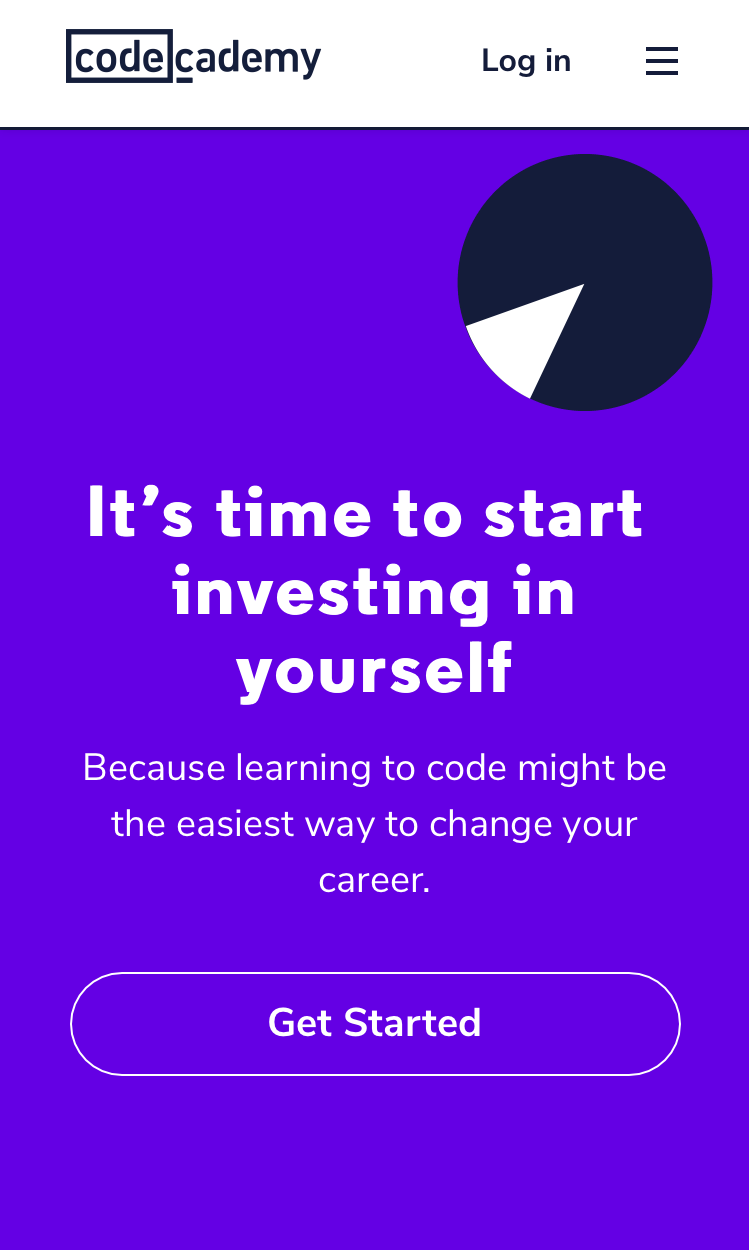 codecademy
Log in
It’s time to start
investing in
yourself
Because learning to code might be
the easiest way to change your
career.
Get Started